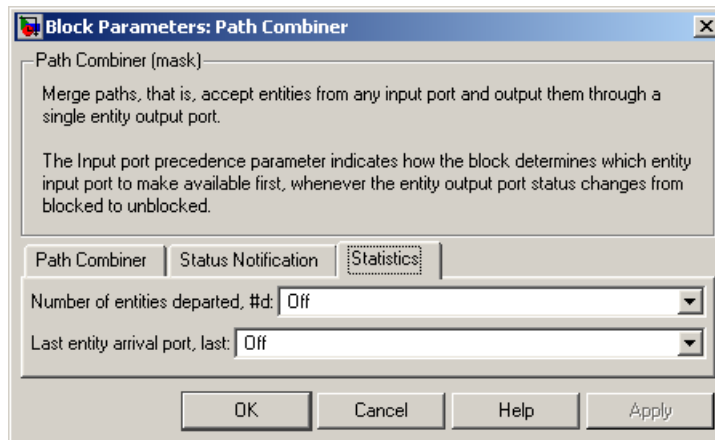 Block Parameters: Path Combiner
Path Combiner (mask)
Merge paths, that is, accept entities from any input port and output them through a
single entity output port.
The Input port precedence parameter indicates how the block determines which entity
input port to make available first, whenever the entity output port status changes from
blocked to unblocked.
Path Combiner Status Notification Statistics
Number of entities departed, #d: Off
Last entity arrival port, last: Off
OK Cancel Help Apply